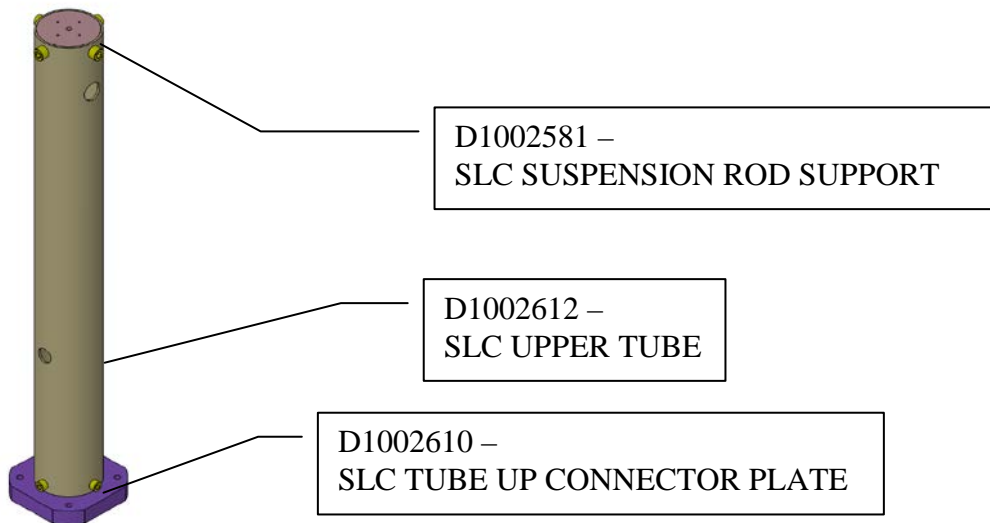 D1002581 –
SLC SUSPENSION ROD SUPPORT
D1002612 –
SLC UPPER TUBE
D1002610 –
SLC TUBE UP CONNECTOR PLATE